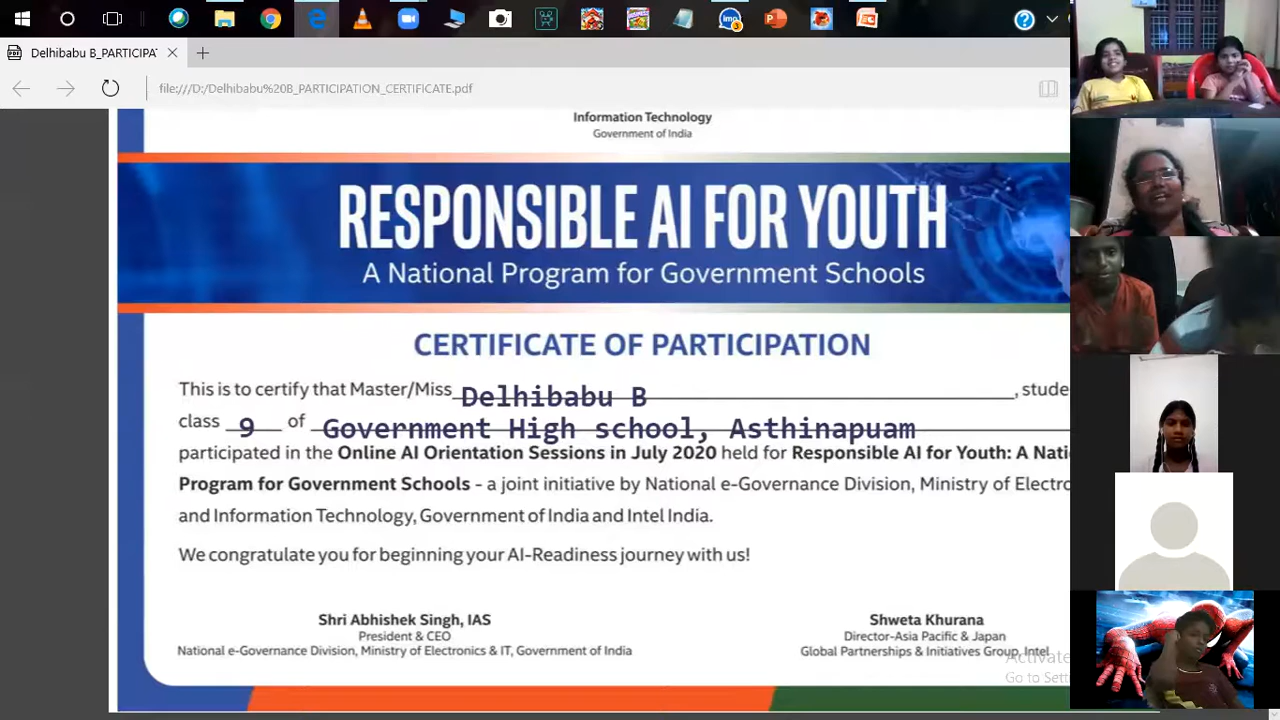 Delhibabu B_PARTICIPA
file:///D:/Delhibabu%20B_PARTICIPATION_CERTIFICATE.pdf
Information Technology
Government of India
RESPONSIBLE AI FOR YOUTH
A National Program for Government Schools
CERTIFICATE OF PARTICIPATION
This is to certify that Master/Miss Delhibabu B, stude
class 9 of Government High school, Asthinapuam
participated in the Online AI Orientation Sessions in July 2020 held for Responsible AI for Youth: A Nati
Program for Government Schools - a joint initiative by National e-Governance Division, Ministry of Electro
and Information Technology, Government of India and Intel India.
We congratulate you for beginning your AI-Readiness journey with us!
Shri Abhishek Singh, IAS
President & CEO
National e-Governance Division, Ministry of Electronics & IT, Government of India
Shweta Khurana
Director-Asia Pacific & Japan
Global Partnerships & Initiatives Group, Intel
Activate
Go to Sett